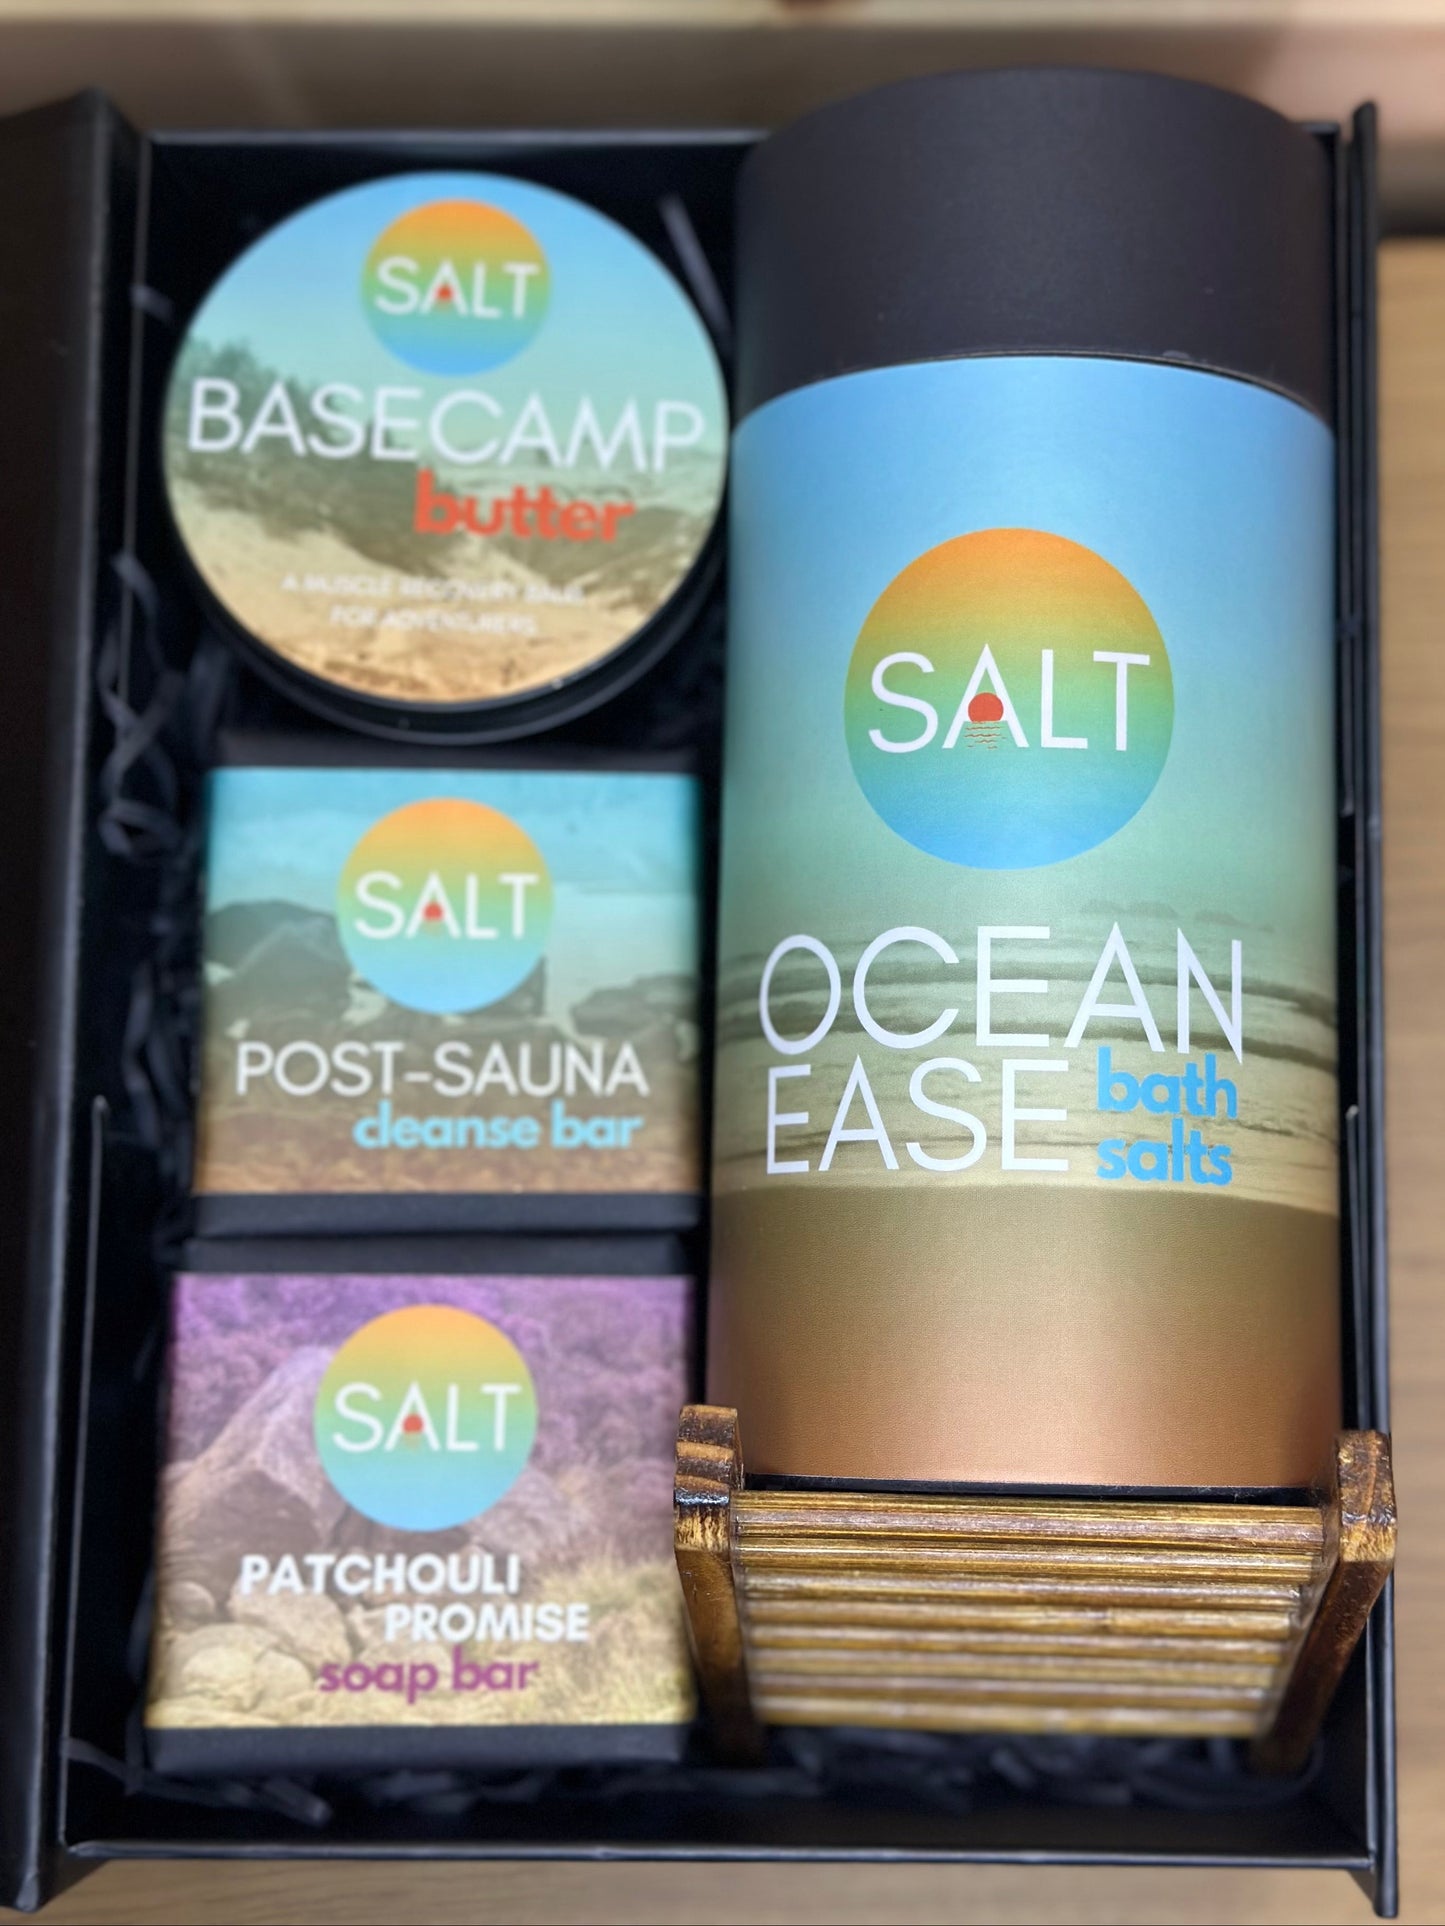 SALT
BASECAMP
butter
A MUSCLE RECOVERY BALM
FOR ADVENTURERS
SALT
POST-SAUNA
cleanse bar
SALT
PATCHOULI
PROMISE
soap bar
SALT
OCEAN
EASE bath
salts